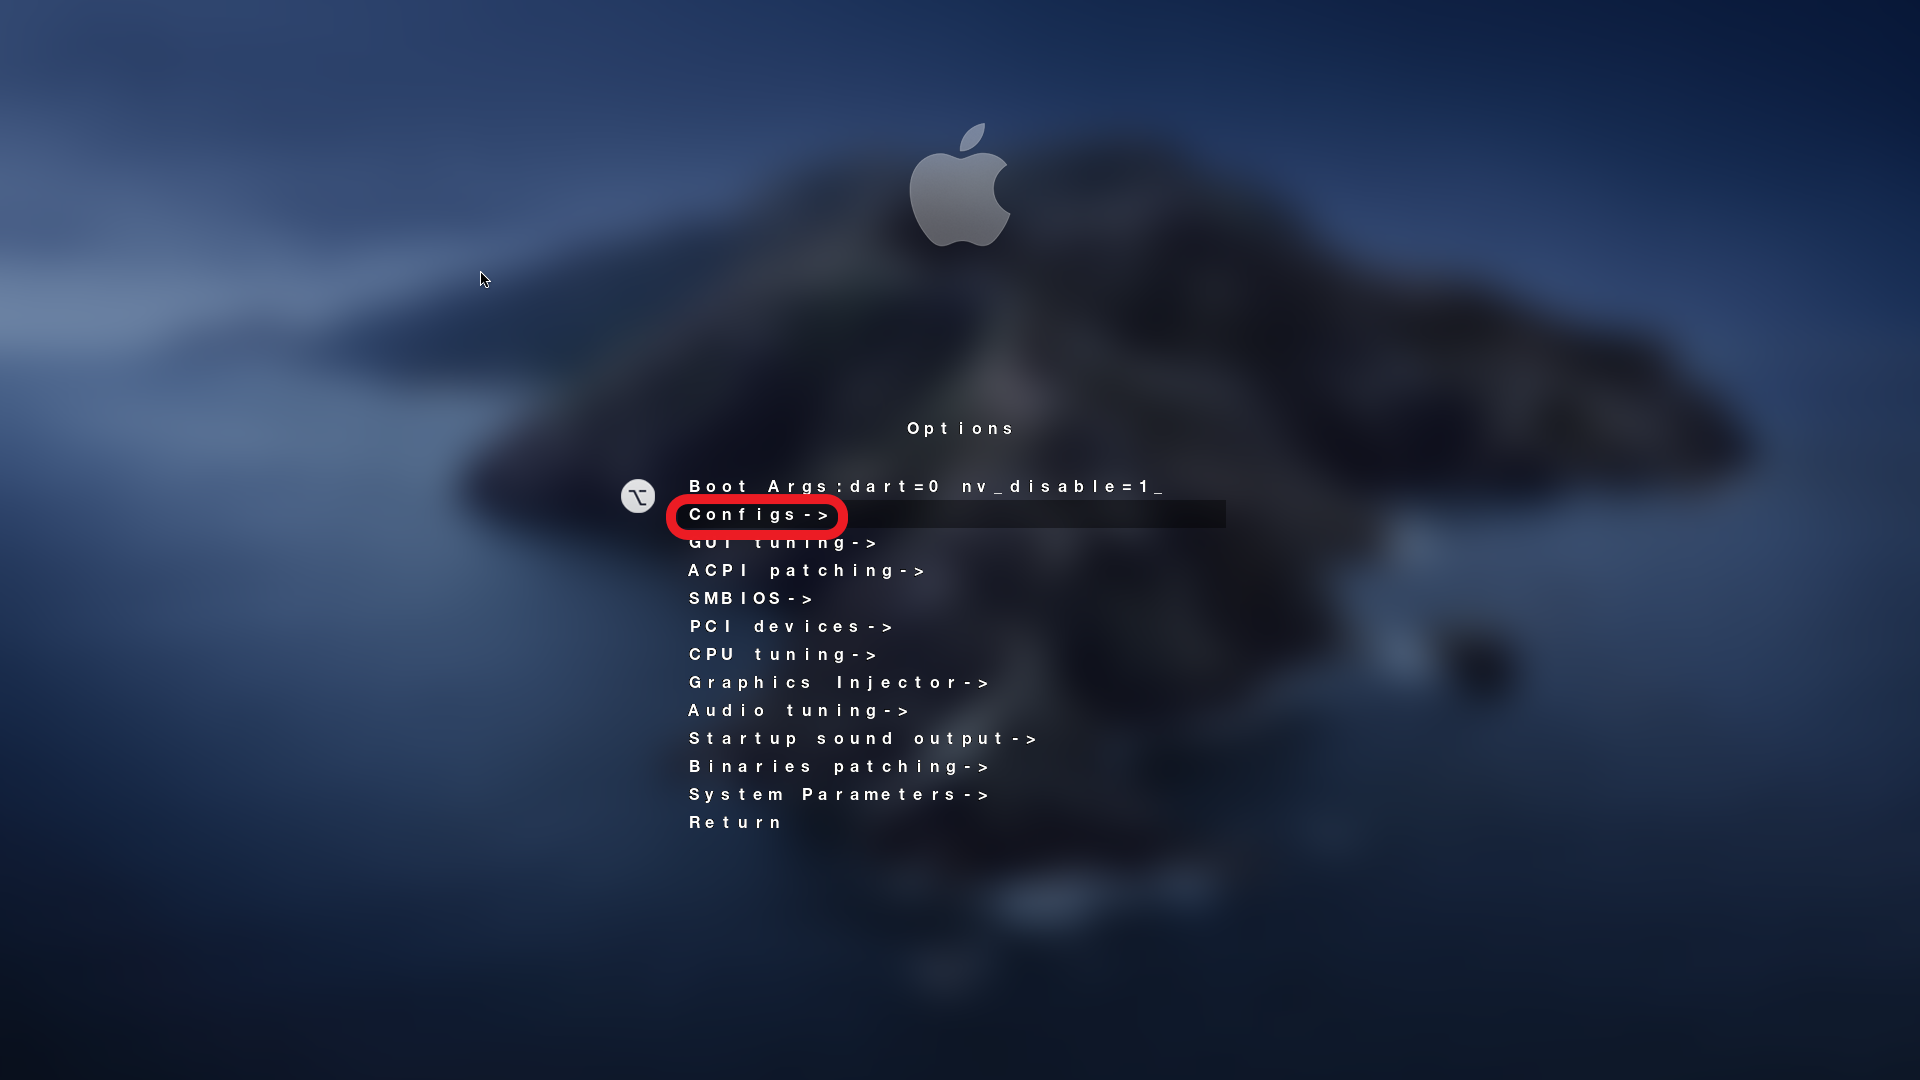 Options
Boot Args:dart=0 nv_disable=1_
Configs->
GUI tuning->
ACPI patching->
SMBIOS->
PCI devices->
CPU tuning->
Graphics Injector->
Audio tuning->
Startup sound output->
Binaries patching->
System Parameters->
Return